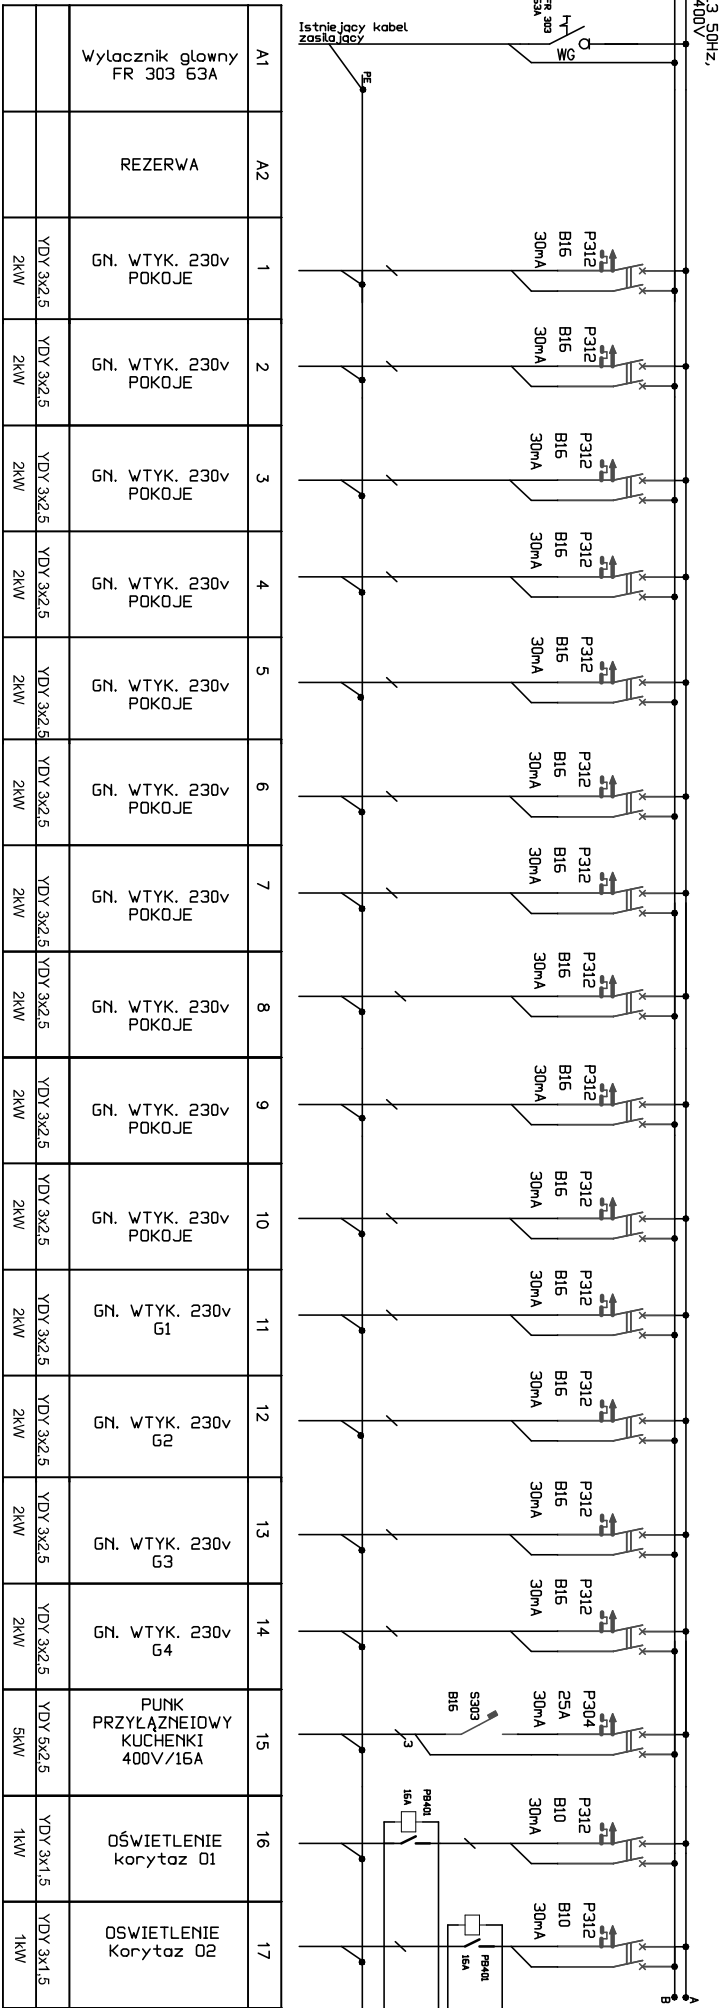 L3 50Hz,
400V
FR 303
63A
WG
Istniejący kabel
zasilający
PE
A1
Wylacznik glowny
FR 303 63A
A2
REZERWA
P312
B16
30mA
1
GN. WTYK. 230v
POKOJE
YDY 3x2,5
2kW
P312
B16
30mA
2
GN. WTYK. 230v
POKOJE
YDY 3x2,5
2kW
P312
B16
30mA
3
GN. WTYK. 230v
POKOJE
YDY 3x2,5
2kW
P312
B16
30mA
4
GN. WTYK. 230v
POKOJE
YDY 3x2,5
2kW
P312
B16
30mA
5
GN. WTYK. 230v
POKOJE
YDY 3x2,5
2kW
P312
B16
30mA
6
GN. WTYK. 230v
POKOJE
YDY 3x2,5
2kW
P312
B16
30mA
7
GN. WTYK. 230v
POKOJE
YDY 3x2,5
2kW
P312
B16
30mA
8
GN. WTYK. 230v
POKOJE
YDY 3x2,5
2kW
P312
B16
30mA
9
GN. WTYK. 230v
POKOJE
YDY 3x2,5
2kW
P312
B16
30mA
10
GN. WTYK. 230v
POKOJE
YDY 3x2,5
2kW
P312
B16
30mA
11
GN. WTYK. 230v
G1
YDY 3x2,5
2kW
P312
B16
30mA
12
GN. WTYK. 230v
G2
YDY 3x2,5
2kW
P312
B16
30mA
13
GN. WTYK. 230v
G3
YDY 3x2,5
2kW
P312
B16
30mA
14
GN. WTYK. 230v
G4
YDY 3x2,5
2kW
P304
25A
30mA
S303
B16
3
15
PUNK
PRZYŁĄZNEIOWY
KUCHENKI
400V/16A
YDY 5x2,5
5kW
P312
B10
30mA
PB401
16A
16
OŚWIETLENIE
korytaz 01
YDY 3x1,5
1kW
P312
B10
30mA
PB401
16A
17
OSWIETLENIE
Korytaz 02
YDY 3x1,5
1kW
A
B